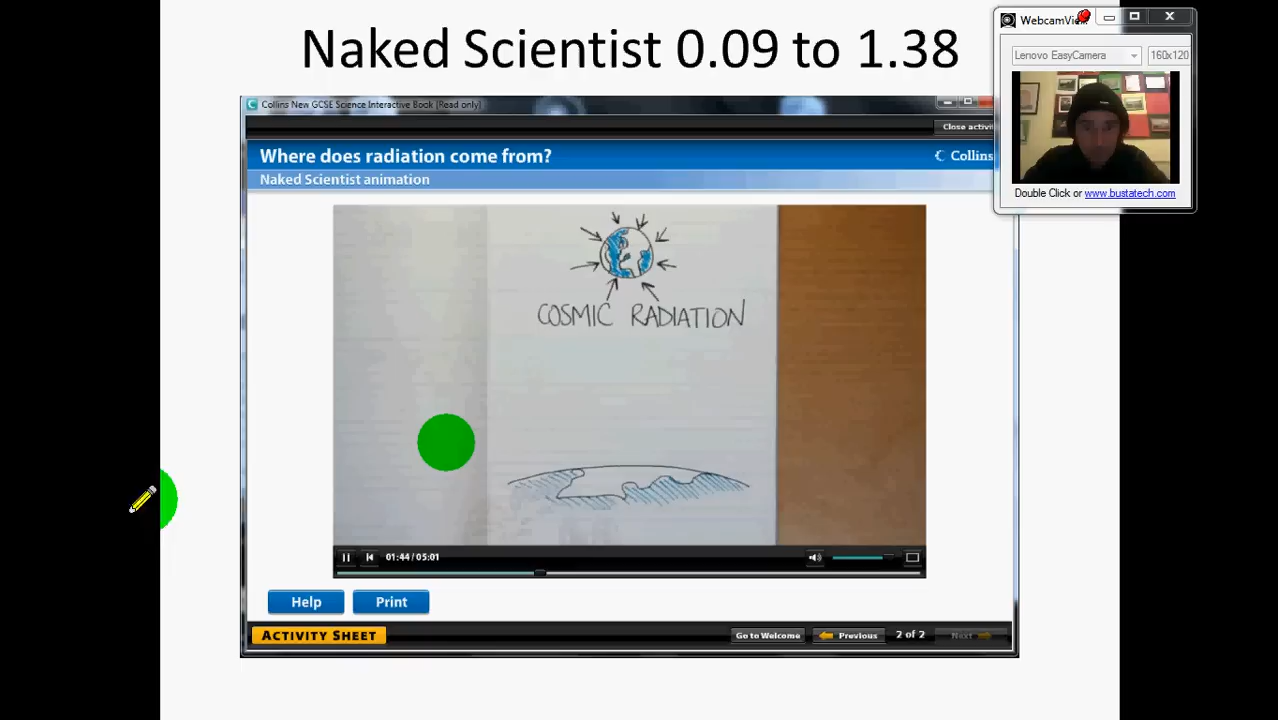 Naked Scientist 0.09 to 1.38
WebcamVie
Lenovo EasyCamera
160x120
Double Click or www.bustatech.com
Collins New GCSE Science Interactive Book [Read only]
Close activi
Where does radiation come from?
Collins
Naked Scientist animation
COSMIC RADIATION
01:44 / 05:01
Help
Print
ACTIVITY SHEET
Go to Welcome
Previous
2 of 2
Next